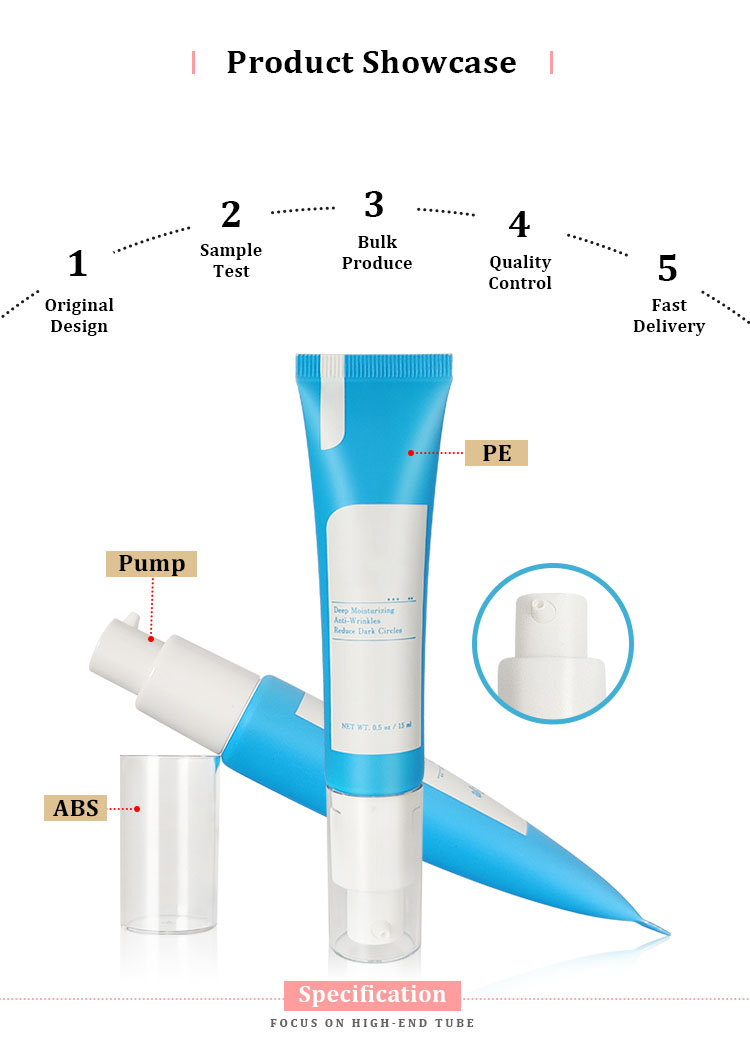 Product Showcase
1
Original
Design
2
Sample
Test
3
Bulk
Produce
4
Quality
Control
5
Fast
Delivery
PE
Pump
Deep Moisturizing
Anti-Wrinkles
Reduce Dark Circles
NET WT. 0.5 oz / 15 ml
ABS
Specification
FOCUS ON HIGH-END TUBE